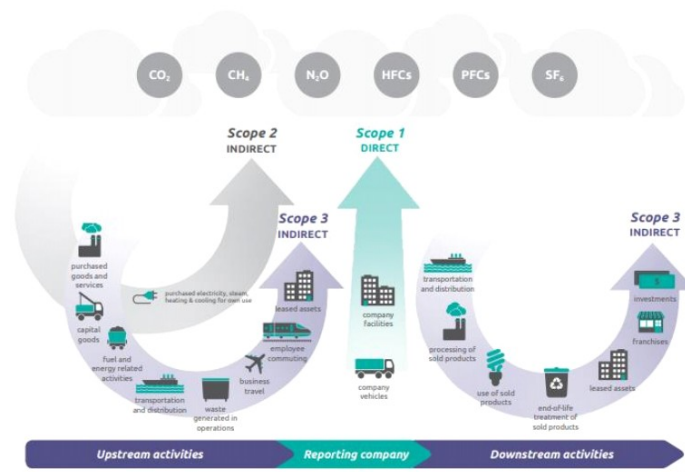 CO₂
CH₄
N₂O
HFCs
PFCs
SF₆
Scope 2
INDIRECT
Scope 1
DIRECT
Scope 3
INDIRECT
Scope 3
INDIRECT
purchased
goods and
services
capital
goods
fuel and
energy related
activities
transportation
and distribution
waste
generated in
operations
business
travel
employee
commuting
leased assets
purchased electricity, steam,
heating & cooling for own use
company
facilities
company
vehicles
transportation
and distribution
processing of
sold products
use of sold
products
end-of-life
treatment of
sold products
leased assets
franchises
investments
Upstream activities
Reporting company
Downstream activities